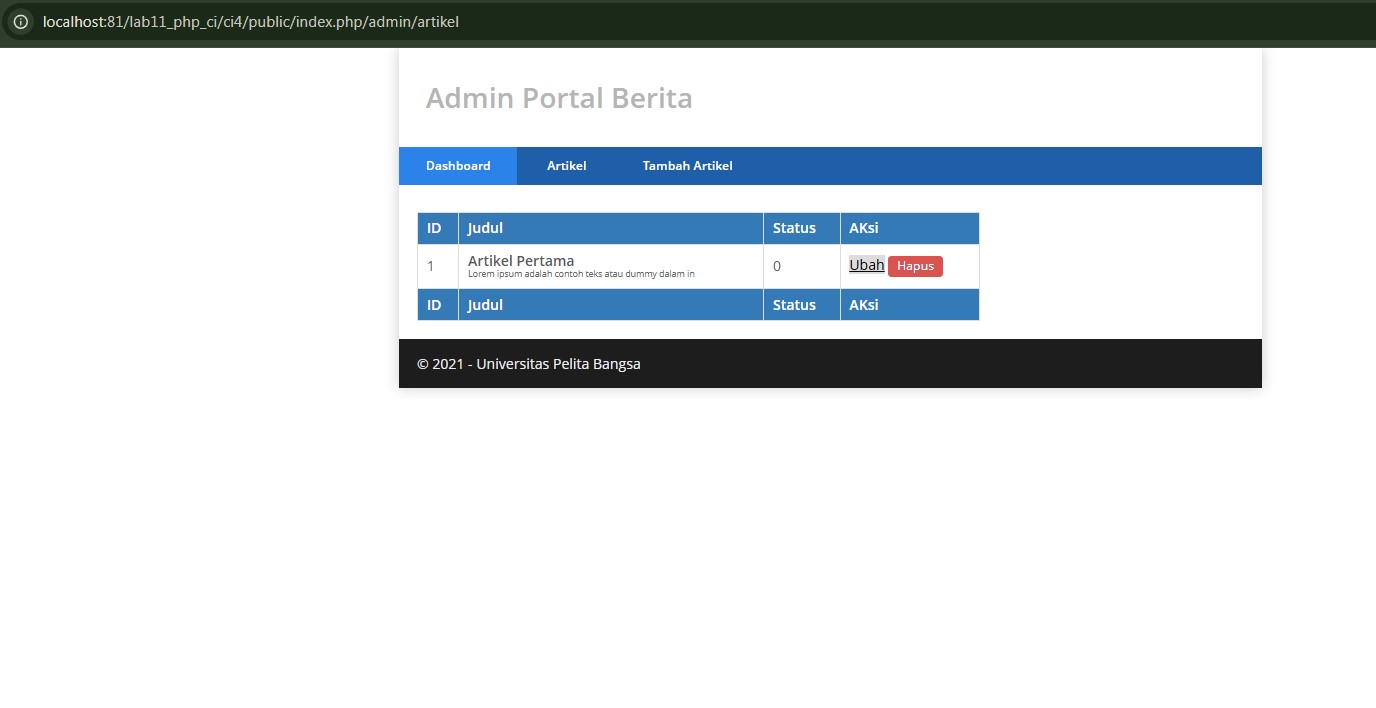 localhost:81/lab11_php_ci/ci4/public/index.php/admin/artikel
Admin Portal Berita
Dashboard Artikel Tambah Artikel
ID Judul Status AKsi
1 Artikel Pertama 0 Ubah Hapus
Lorem ipsum adalah contoh teks atau dummy dalam in
ID Judul Status AKsi
© 2021 - Universitas Pelita Bangsa